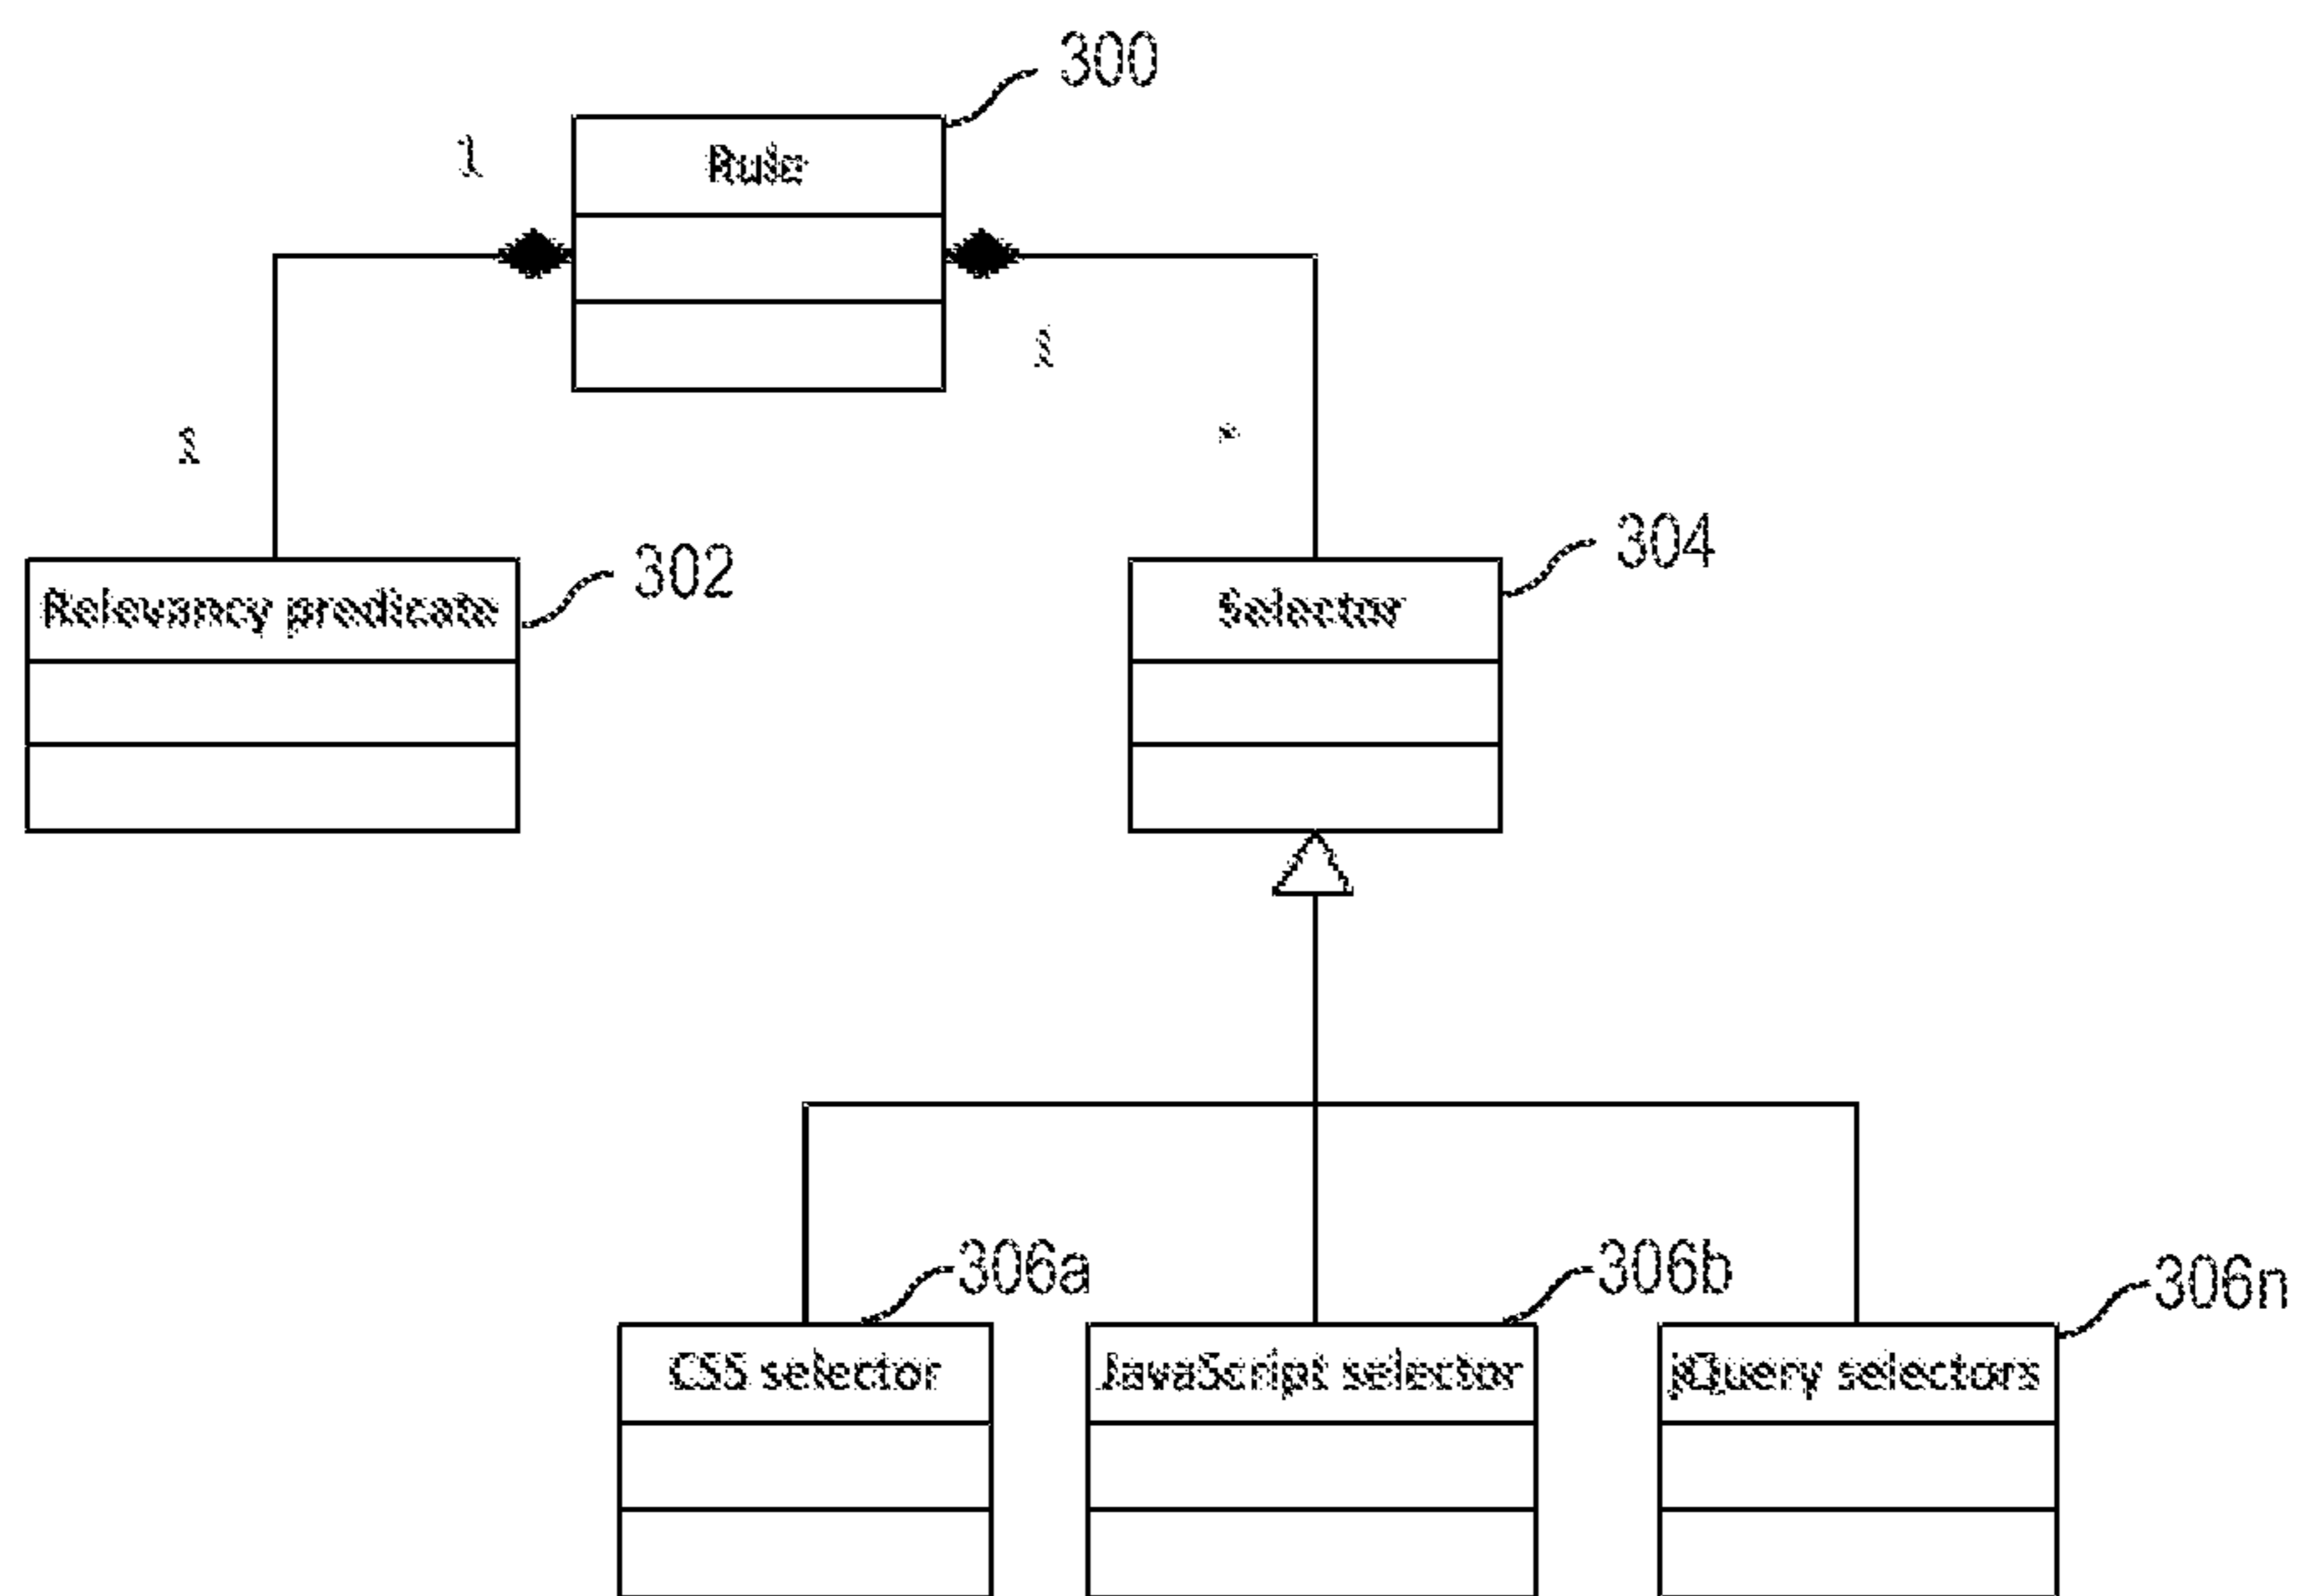 300
1
Rule
1
1
*
302
304
Relevancy predicate
Selector
306a
306b
306n
CSS selector
JavaScript selector
jQuery selectors